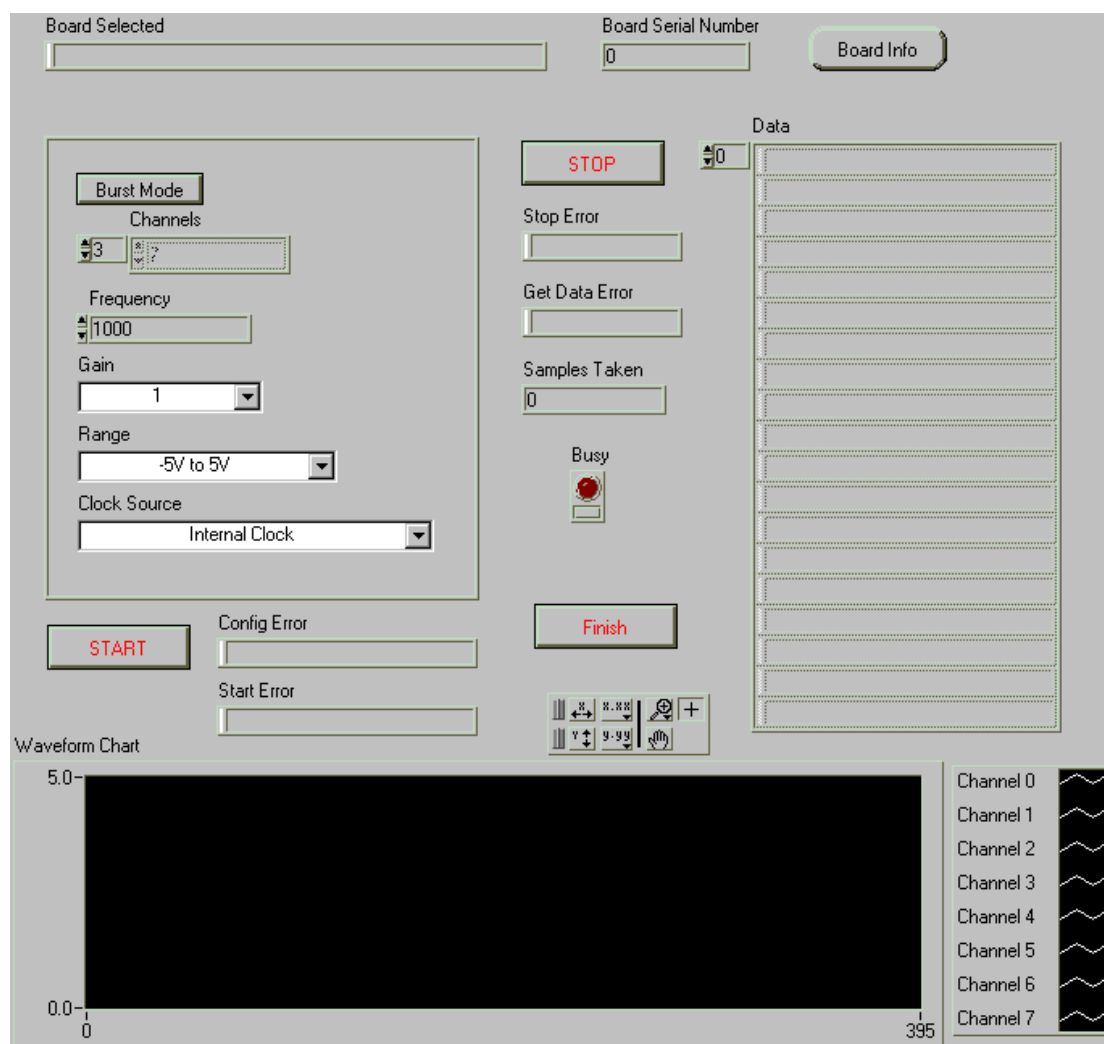 Board Selected
Board Serial Number
0
Board Info
Data
0
Burst Mode
Channels
3
?
Frequency
1000
Gain
1
Range
-5V to 5V
Clock Source
Internal Clock
STOP
Stop Error
Get Data Error
Samples Taken
0
Busy
START
Config Error
Start Error
Finish
X
X.XX
Y
Y.YY
Waveform Chart
5.0
0.0
0
395
Channel 0
Channel 1
Channel 2
Channel 3
Channel 4
Channel 5
Channel 6
Channel 7